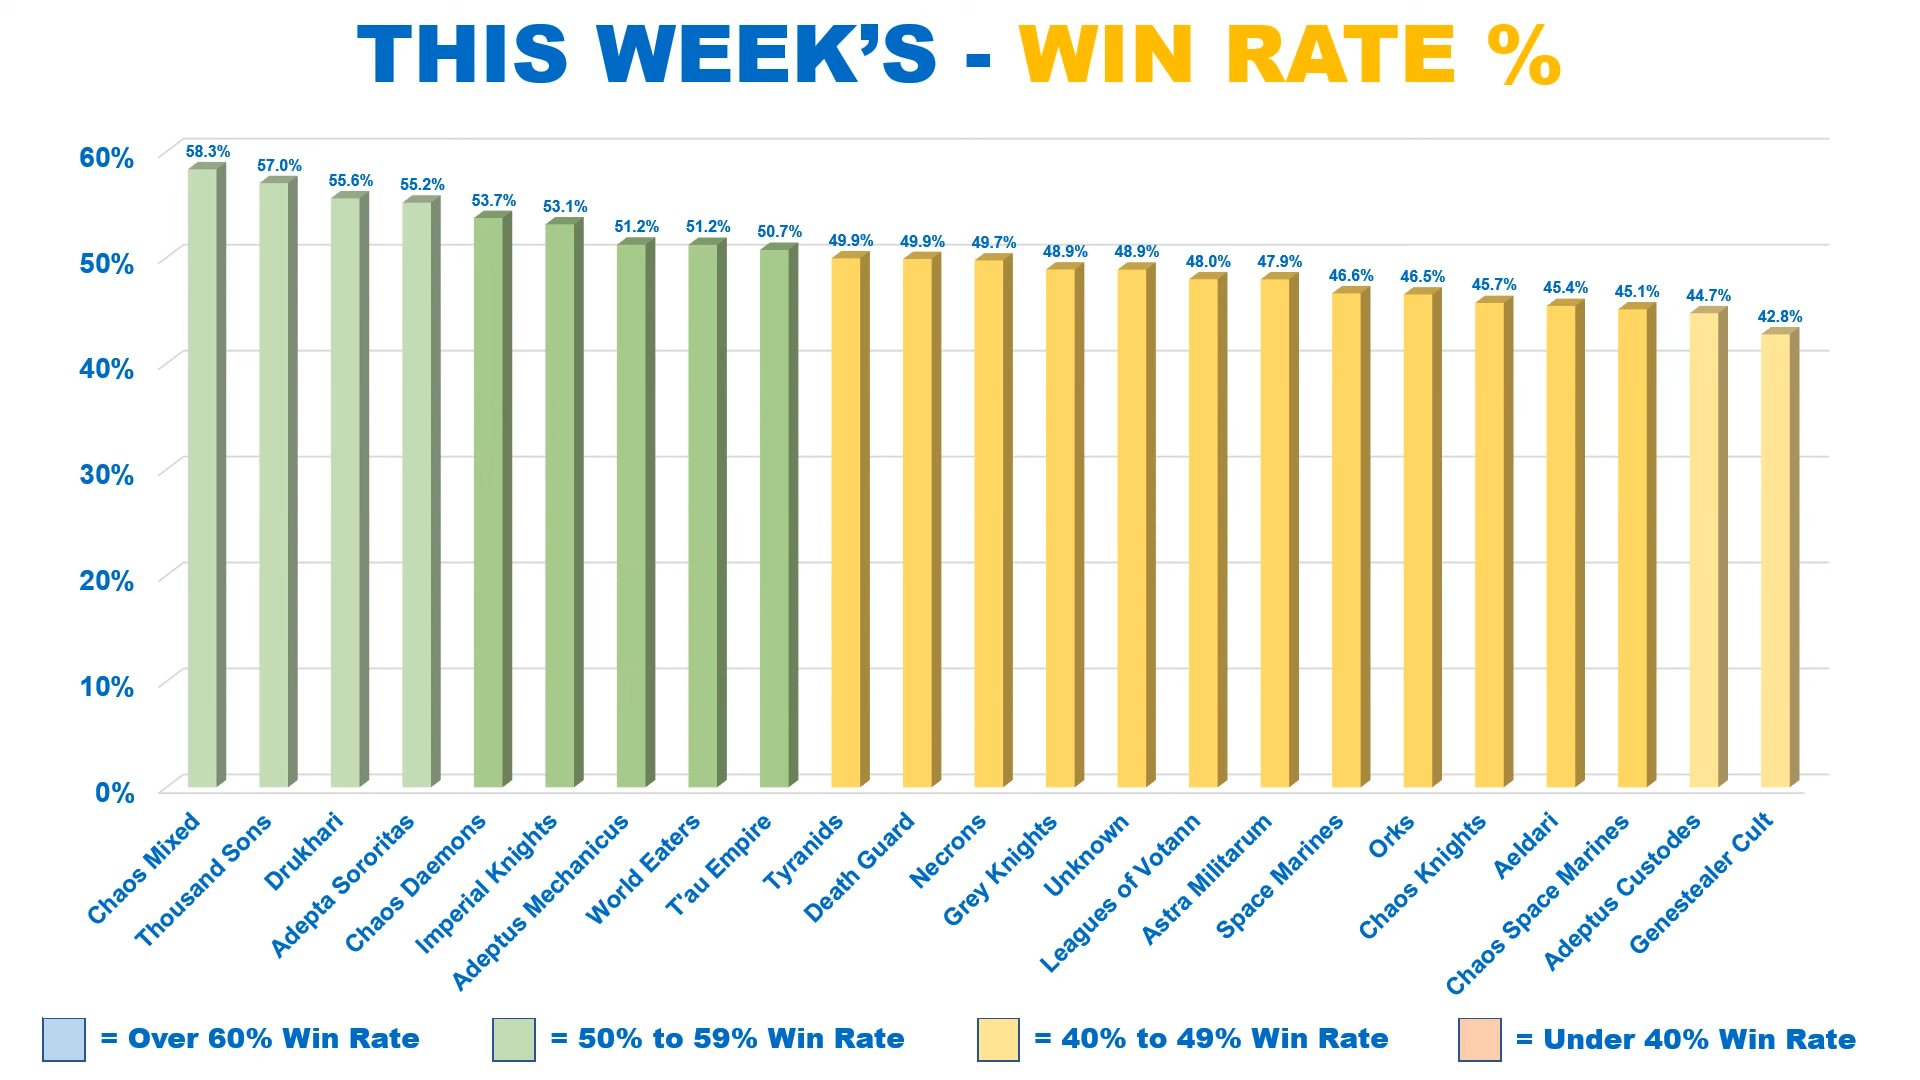 THIS WEEK'S - WIN RATE %
60%
50%
40%
30%
20%
10%
0%
58.3%
57.0%
55.6%
55.2%
53.7%
53.1%
51.2%
51.2%
50.7%
49.9%
49.9%
49.7%
48.9%
48.9%
48.0%
47.9%
46.6%
46.5%
45.7%
45.4%
45.1%
44.7%
42.8%
Chaos Mixed
Thousand Sons
Drukhari
Adepta Sororitas
Chaos Daemons
Imperial Knights
Adeptus Mechanicus
World Eaters
T'au Empire
Tyranids
Death Guard
Necrons
Grey Knights
Unknown
Leagues of Votann
Astra Militarum
Space Marines
Orks
Chaos Knights
Aeldari
Chaos Space Marines
Adeptus Custodes
Genestealer Cult
= Over 60% Win Rate
= 50% to 59% Win Rate
= 40% to 49% Win Rate
= Under 40% Win Rate